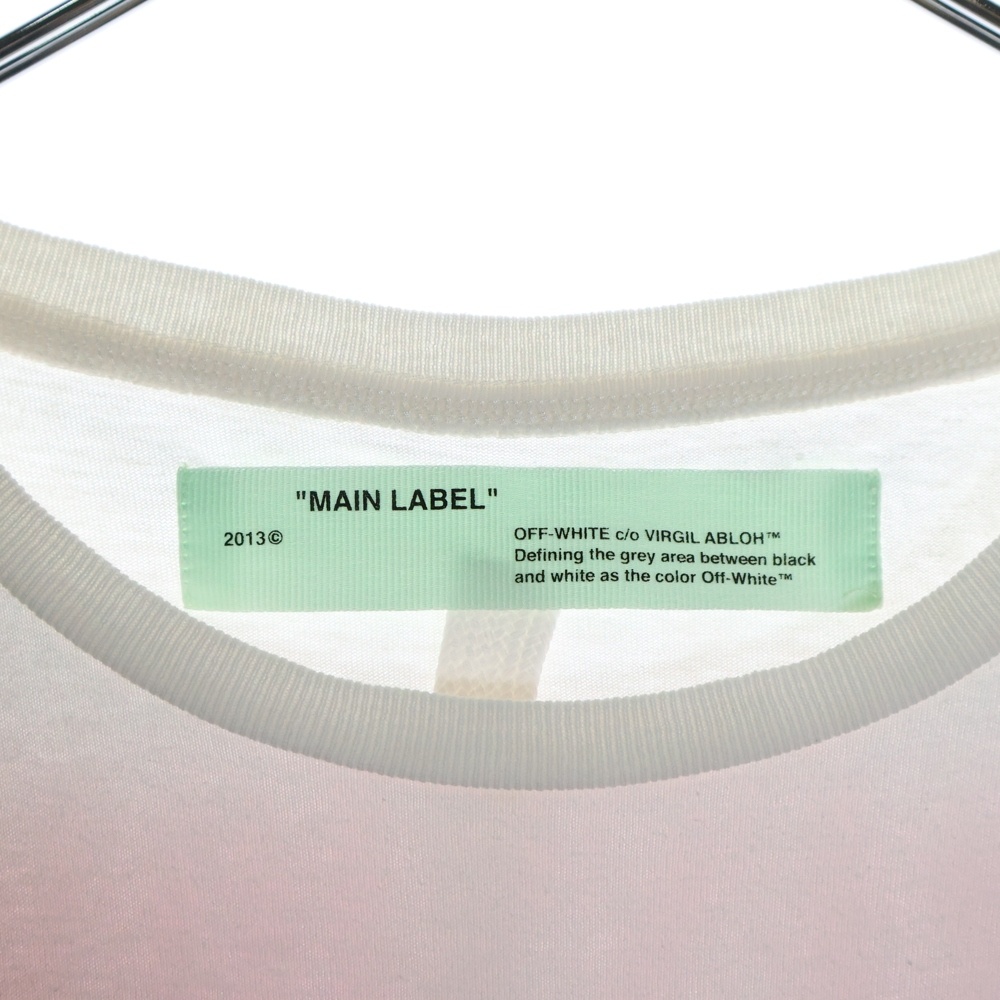 "MAIN LABEL"
2013©
OFF-WHITE c/o VIRGIL ABLOH™
Defining the grey area between black
and white as the color Off-White™